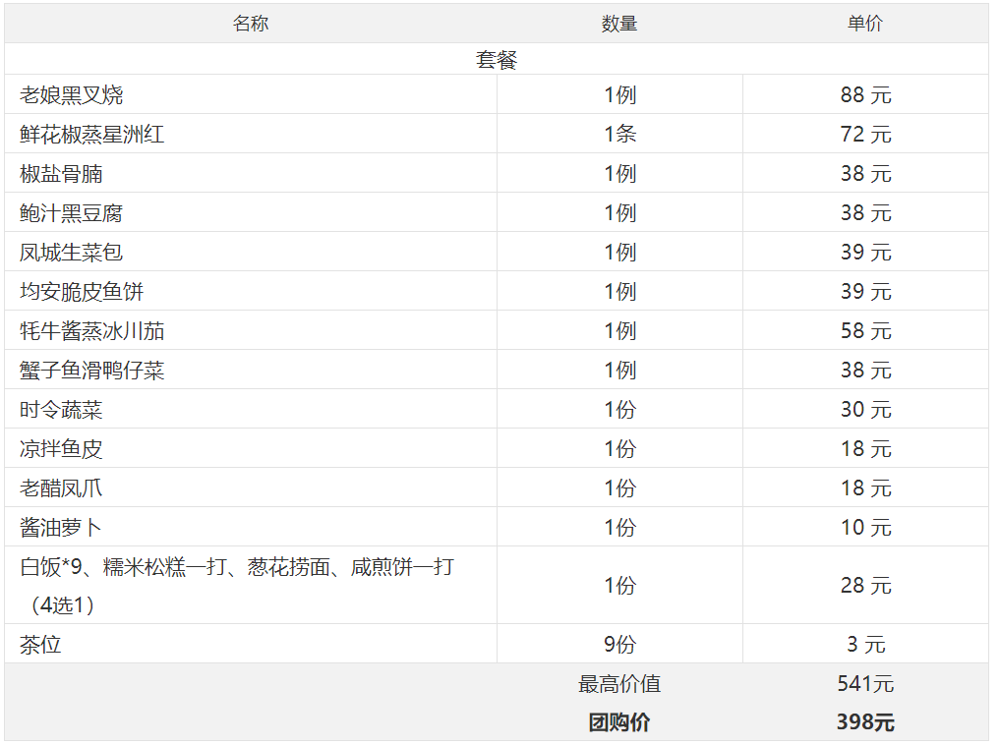 名称 数量 单价
套餐
老娘黑叉烧 1例 88 元
鲜花椒蒸星洲红 1条 72 元
椒盐骨腩 1例 38 元
鲍汁黑豆腐 1例 38 元
凤城生菜包 1例 39 元
均安脆皮鱼饼 1例 39 元
牦牛酱蒸冰川茄 1例 58 元
蟹子鱼滑鸭仔菜 1例 38 元
时令蔬菜 1份 30 元
凉拌鱼皮 1份 18 元
老醋凤爪 1份 18 元
酱油萝卜 1份 10 元
白饭*9、糯米松糕一打、葱花捞面、咸煎饼一打
（4选1） 1份 28 元
茶位 9份 3 元
最高价值 541元
团购价 398元